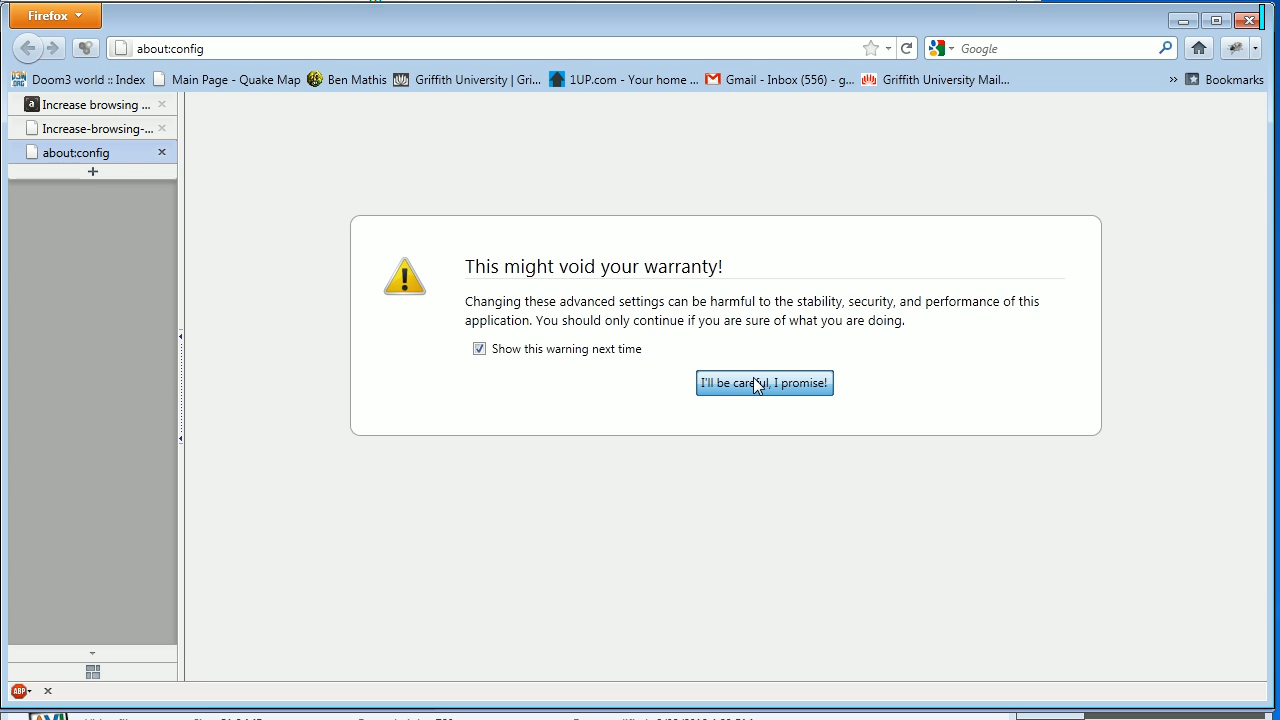 Firefox
about:config
Google
Doom3 world :: Index
Main Page - Quake Map
Ben Mathis
Griffith University | Gri...
1UP.com - Your home ...
Gmail - Inbox (556) - g...
Griffith University Mail...
»
Bookmarks
Increase browsing ...
Increase-browsing-...
about:config
This might void your warranty!
Changing these advanced settings can be harmful to the stability, security, and performance of this
application. You should only continue if you are sure of what you are doing.
Show this warning next time
I'll be careful, I promise!
ABP